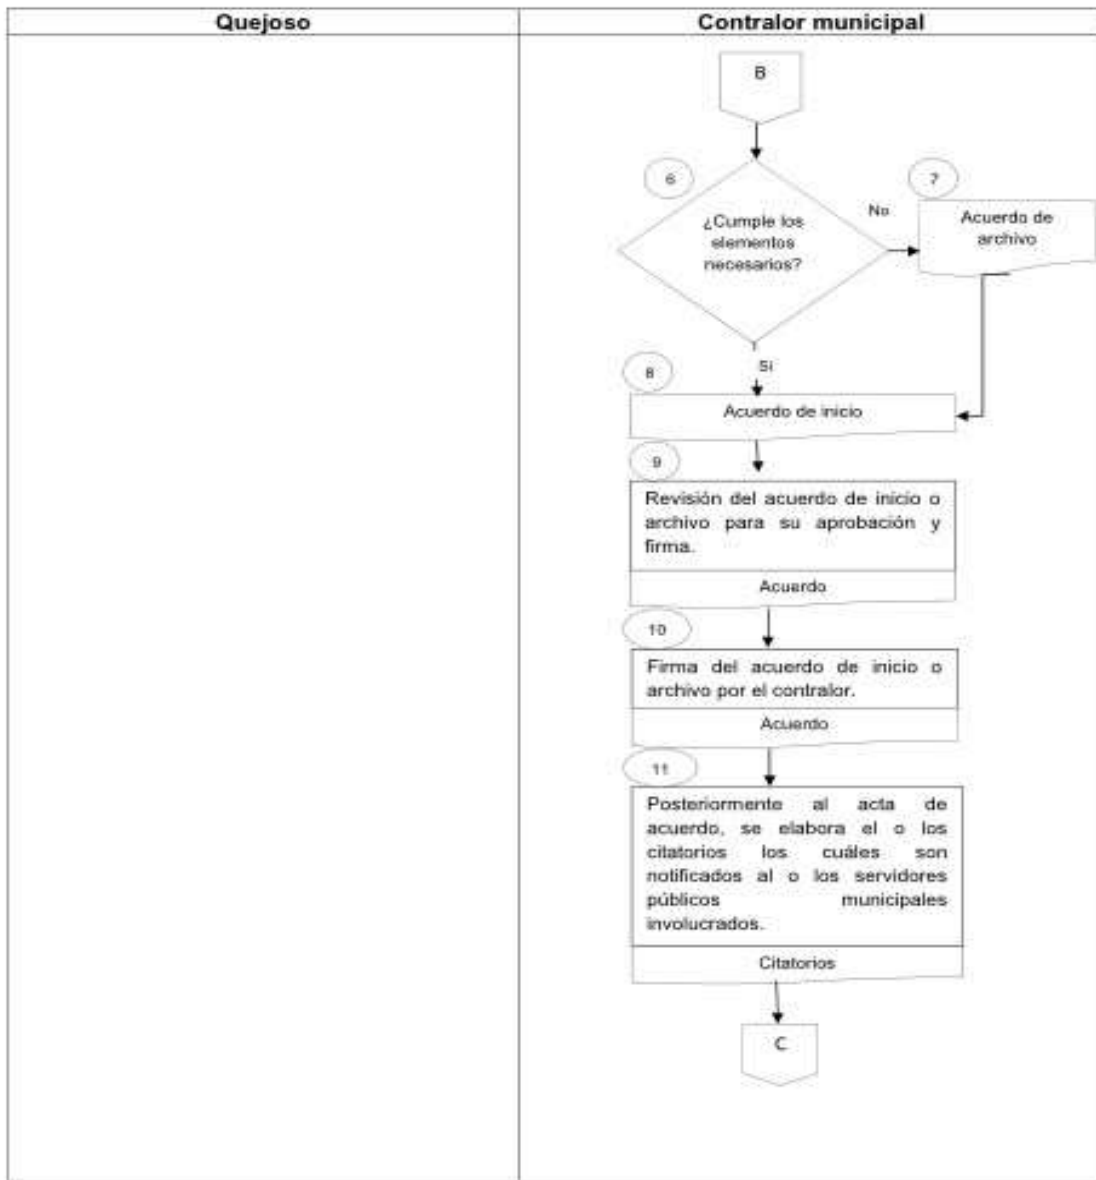 Quejoso
Contralor municipal
B
6
¿Cumple los
elementos
necesarios?
No
7
Acuerdo de
archivo
Si
8
Acuerdo de inicio
9
Revisión del acuerdo de inicio o
archivo para su aprobación y
firma.
Acuerdo
10
Firma del acuerdo de inicio o
archivo por el contralor.
Acuerdo
11
Posteriormente al acta de
acuerdo, se elabora el o los
citatorios los cuáles son
notificados al o los servidores
públicos municipales
involucrados.
Citatorios
C